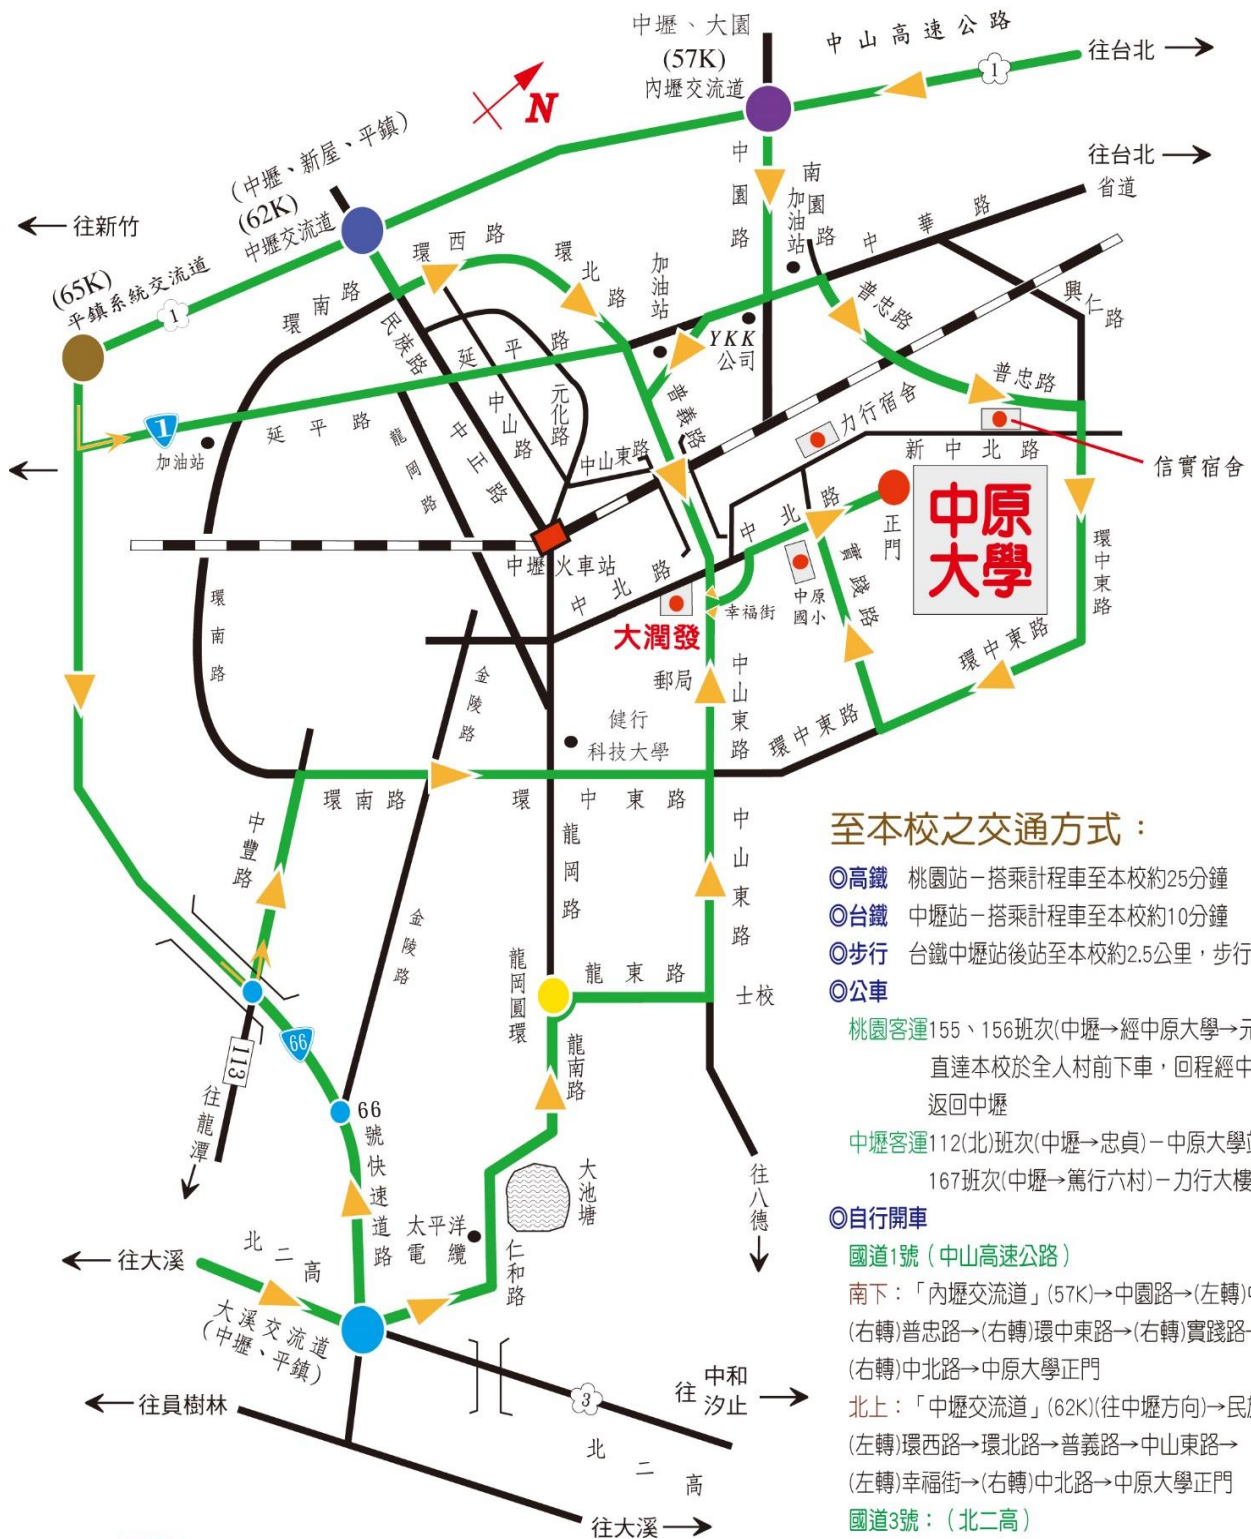 中壢、大園
(57K)
內壢交流道
中山高速公路
1
往台北
N
(中壢、新屋、平鎮)
(62K)
中壢交流道
往新竹
(65K)
平鎮系統交流道
1
中園路
南園路
加油站
中華路
往台北
省道
環西路
環北路
加油站
環南路
民族路
延平路
YKK
公司
普忠路
興仁路
普忠路
1
加油站
延平路
龍岡路
中正路
中山路
元化路
中山東路
普義路
力行宿舍
新中北路
信實宿舍
中原
大學
正門
中北路
中壢火車站
中北路
大潤發
幸福街
中原
國小
實踐路
環中東路
環中東路
環中東路
環南路
金陵路
郵局
中山東路
健行
科技大學
環南路
環中東路
中豐路
金陵路
龍岡路
中山東路
龍岡圓環
龍東路
士校
龍南路
113
66
往龍潭
66
號快速道路
大池塘
太平洋
電纜
仁和路
往八德
往大溪
北二高
大溪交流道
(中壢、平鎮)
往員樹林
3
往
中和
汐止
北二高
往大溪
至本校之交通方式：
◎高鐵 桃園站－搭乘計程車至本校約25分鐘
◎台鐵 中壢站－搭乘計程車至本校約10分鐘
◎步行 台鐵中壢站後站至本校約2.5公里，步行
◎公車
桃園客運155、156班次(中壢→經中原大學→元
直達本校於全人村前下車，回程經中
返回中壢
中壢客運112(北)班次(中壢→忠貞)－中原大學
167班次(中壢→篤行六村)－力行大樓
◎自行開車
國道1號（中山高速公路）
南下：「內壢交流道」(57K)→中園路→(左轉)
(右轉)普忠路→(右轉)環中東路→(右轉)實踐路
(右轉)中北路→中原大學正門
北上：「中壢交流道」(62K)(往中壢方向)→
(左轉)環西路→環北路→普義路→中山東路→
(左轉)幸福街→(右轉)中北路→中原大學正門
國道3號：（北二高）